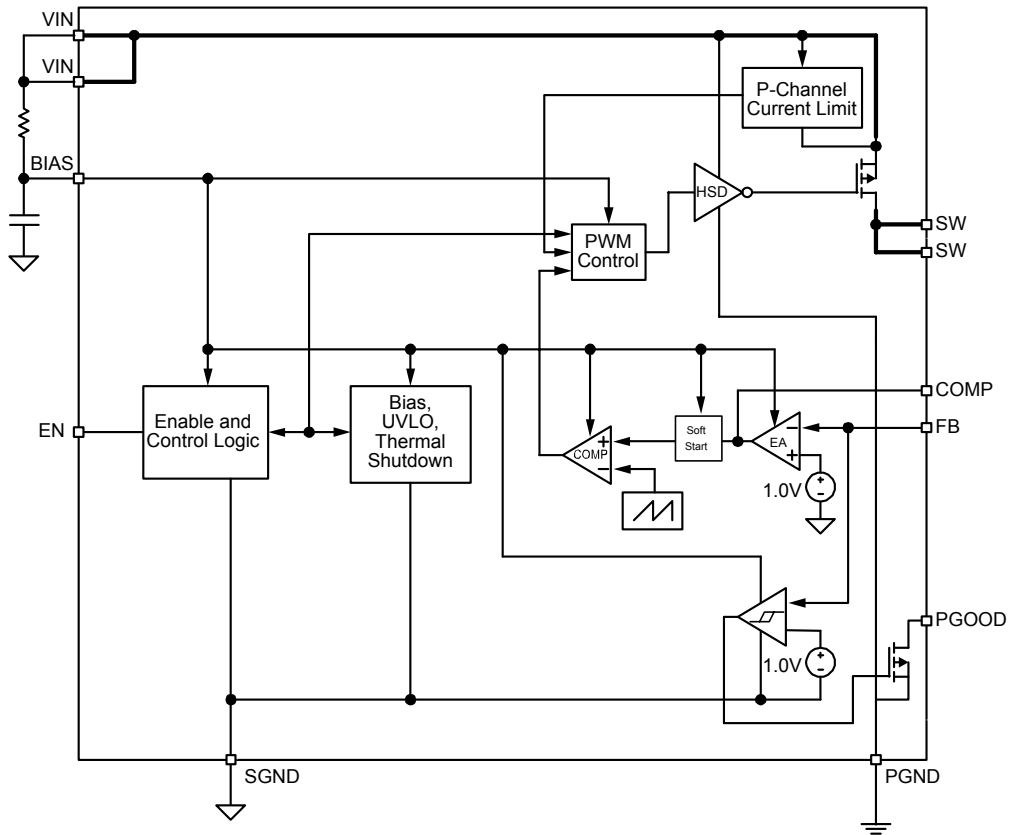 VIN
VIN
P-Channel
Current Limit
BIAS
HSD
SW
PWM
Control
SW
COMP
Enable and
Control Logic
Bias,
UVLO,
Thermal
Shutdown
EN
Soft
Start
COMP
+
−
EA
−
+
FB
1.0V
+
−
PGOOD
1.0V
+
−
SGND
PGND